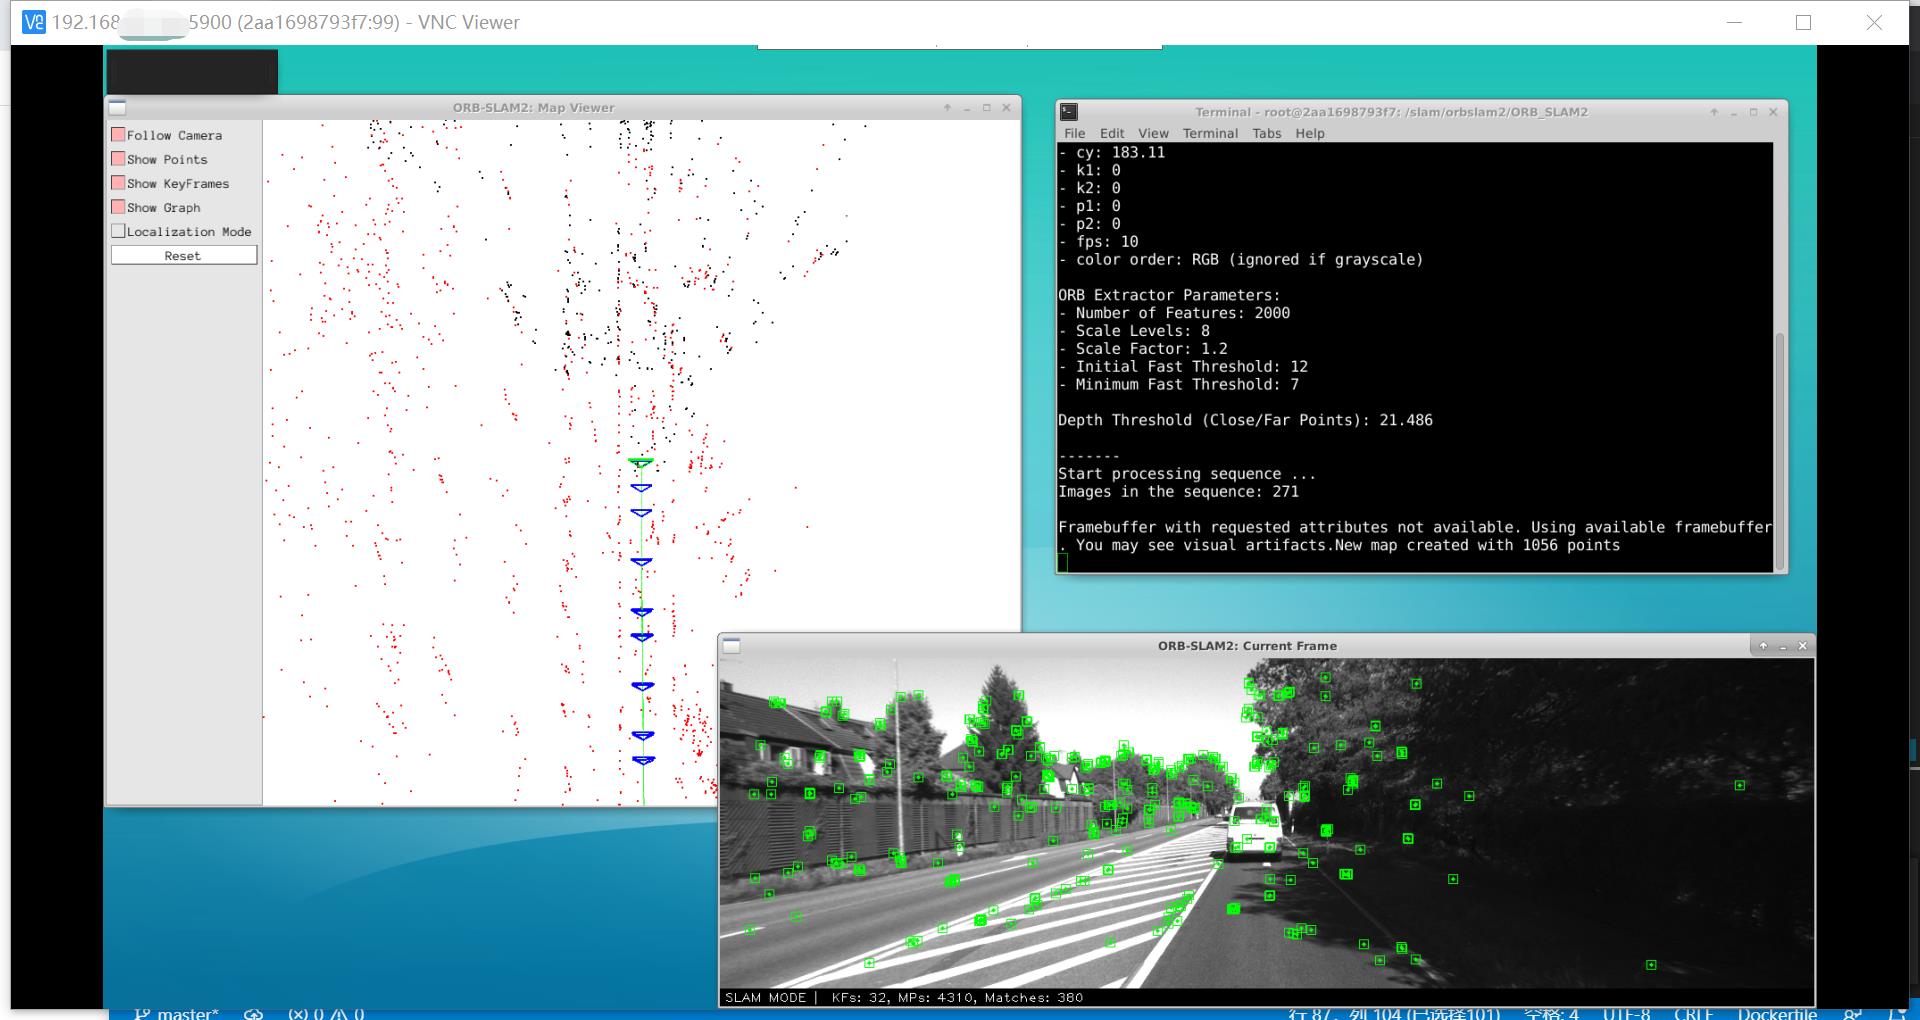 192.168 5900 (2aa1698793f7:99) - VNC Viewer
ORB-SLAM2: Map Viewer
Follow Camera
Show Points
Show KeyFrames
Show Graph
Localization Mode
Reset
Terminal - root@2aa1698793f7: /slam/orbslam2/ORB_SLAM2
File Edit View Terminal Tabs Help
- cy: 183.11
- k1: 0
- k2: 0
- p1: 0
- p2: 0
- fps: 10
- color order: RGB (ignored if grayscale)
ORB Extractor Parameters:
- Number of Features: 2000
- Scale Levels: 8
- Scale Factor: 1.2
- Initial Fast Threshold: 12
- Minimum Fast Threshold: 7
Depth Threshold (Close/Far Points): 21.486
-------
Start processing sequence ...
Images in the sequence: 271
Framebuffer with requested attributes not available. Using available framebuffer
. You may see visual artifacts.New map created with 1056 points
ORB-SLAM2: Current Frame
SLAM MODE | KFs: 32, MPs: 4310, Matches: 380
master* 0 0 行 87, 列 104 (已选择101) 空格: 4 UTF-8 CRLF Dockerfile